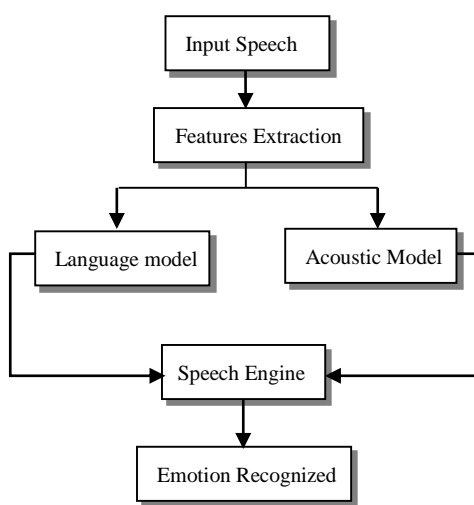 Input Speech
Features Extraction
Language model
Acoustic Model
Speech Engine
Emotion Recognized